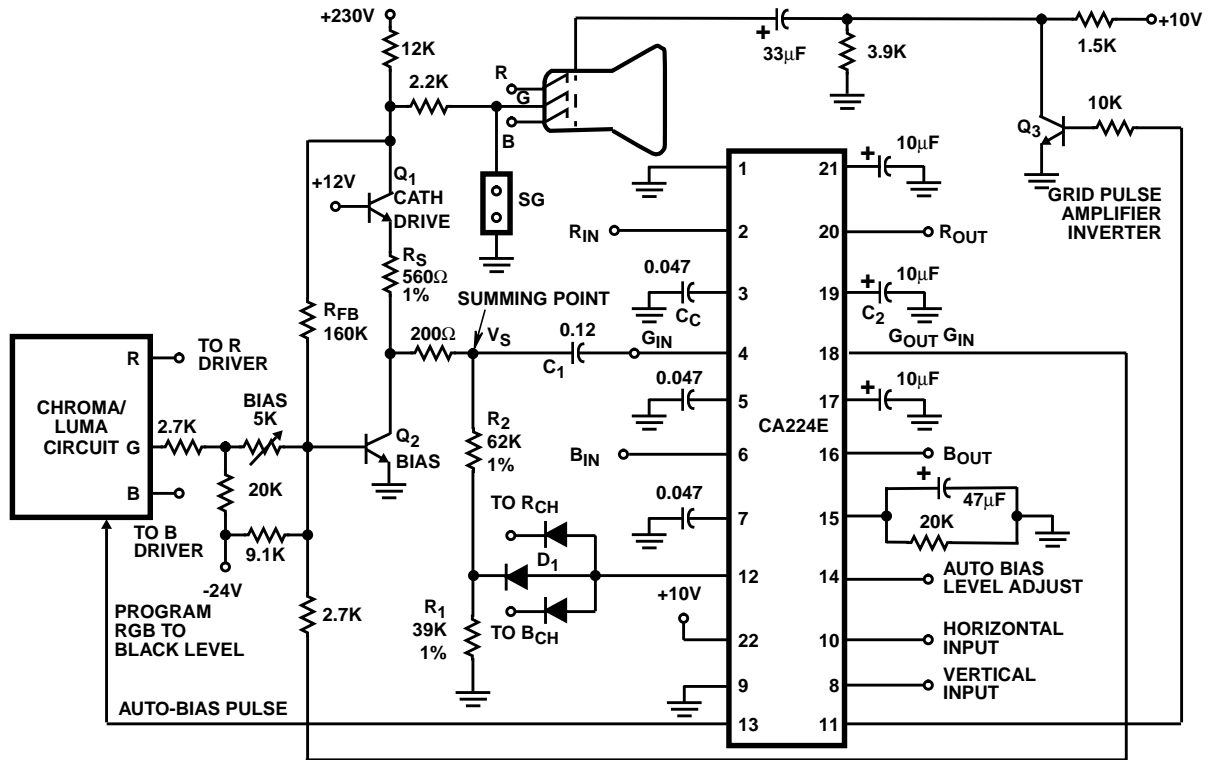 +230V
12K
2.2K
R
G
B
+
33µF
3.9K
1.5K
+10V
10K
Q3
GRID PULSE
AMPLIFIER
INVERTER
Q1
CATH
DRIVE
+12V
SG
RS
560Ω
1%
RFB
160K
200Ω
SUMMING POINT
VS
0.12
C1
GIN
RIN
0.047
CC
0.047
BIN
0.047
CHROMA/
LUMA
CIRCUIT
R
G
B
TO R
DRIVER
2.7K
BIAS
5K
20K
TO B
DRIVER
9.1K
-24V
2.7K
Q2
BIAS
R2
62K
1%
TO RCH
D1
TO BCH
R1
39K
1%
+10V
PROGRAM
RGB TO
BLACK LEVEL
AUTO-BIAS PULSE
CA224E
1
2
3
4
5
6
7
12
22
9
13
21
20
19
18
17
16
15
14
10
8
11
+
10µF
ROUT
+
10µF
C2
GOUT GIN
+
10µF
BOUT
+
47µF
20K
AUTO BIAS
LEVEL ADJUST
HORIZONTAL
INPUT
VERTICAL
INPUT